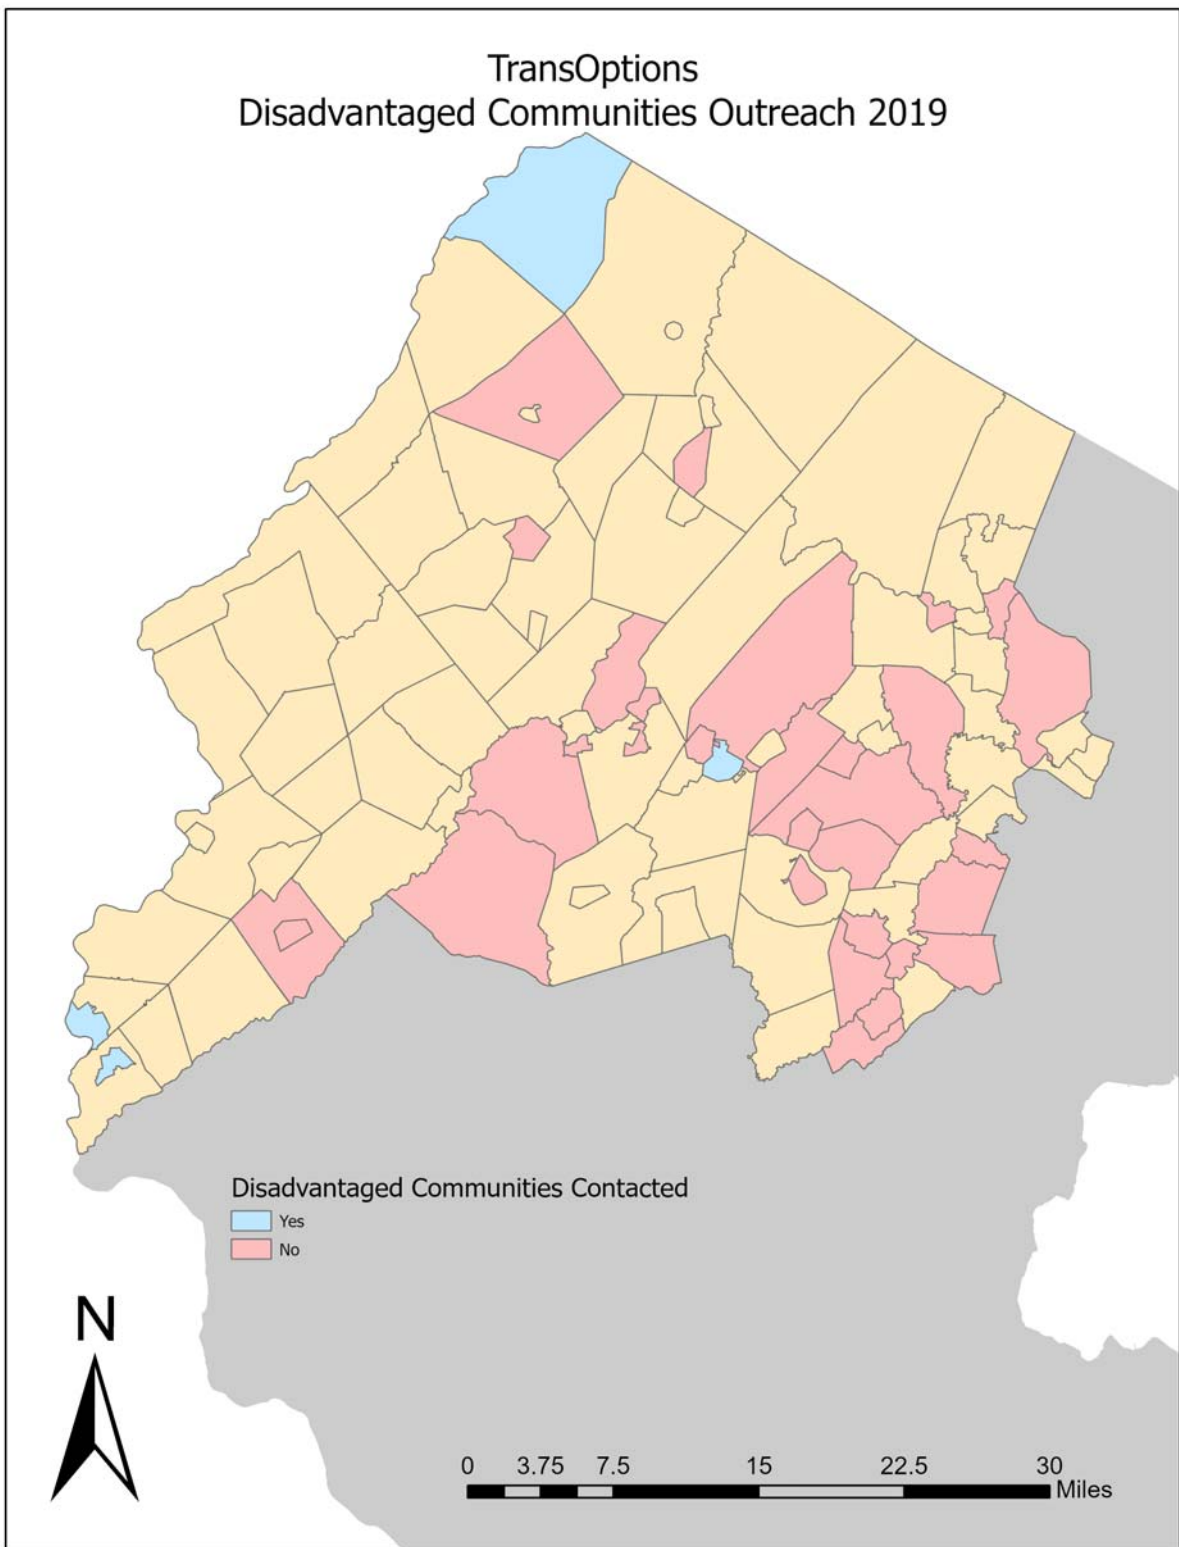 TransOptions
Disadvantaged Communities Outreach 2019
Disadvantaged Communities Contacted
Yes
No
N
0 3.75 7.5 15 22.5 30
Miles